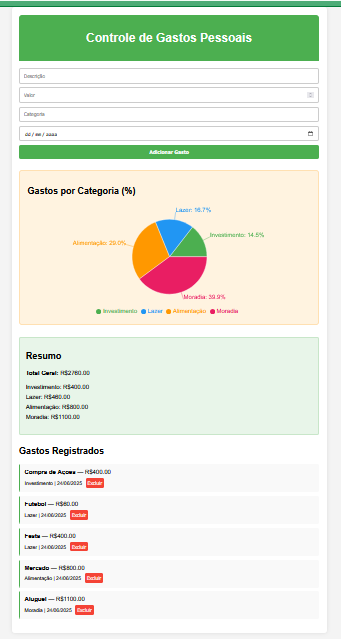 Controle de Gastos Pessoais
Descrição
Valor
Categoria
dd / mm / aaaa
Adicionar Gasto
Gastos por Categoria (%)
Lazer: 16.7%
Investimento: 14.5%
Alimentação: 29.0%
Moradia: 39.9%
Investimento Lazer Alimentação Moradia
Resumo
Total Geral: R$2760.00
Investimento: R$400.00
Lazer: R$460.00
Alimentação: R$800.00
Moradia: R$1100.00
Gastos Registrados
Compra de Ações — R$400.00
Investimento | 24/06/2025 Excluir
Futebol — R$60.00
Lazer | 24/06/2025 Excluir
Festa — R$400.00
Lazer | 24/06/2025 Excluir
Mercado — R$800.00
Alimentação | 24/06/2025 Excluir
Aluguel — R$1100.00
Moradia | 24/06/2025 Excluir